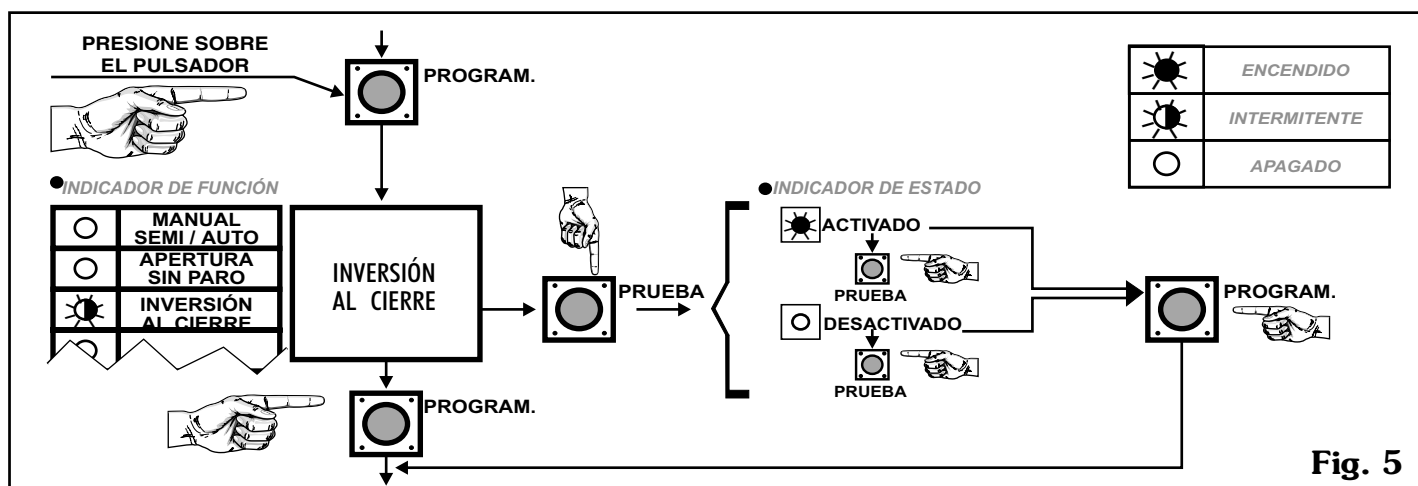 PRESIONE SOBRE
EL PULSADOR
PROGRAM.
ENCENDIDO
INTERMITENTE
APAGADO
INDICADOR DE FUNCIÓN
MANUAL
SEMI / AUTO
APERTURA
SIN PARO
INVERSIÓN
AL CIERRE
INVERSIÓN
AL CIERRE
PRUEBA
INDICADOR DE ESTADO
ACTIVADO
PRUEBA
DESACTIVADO
PRUEBA
PROGRAM.
PROGRAM.
Fig. 5